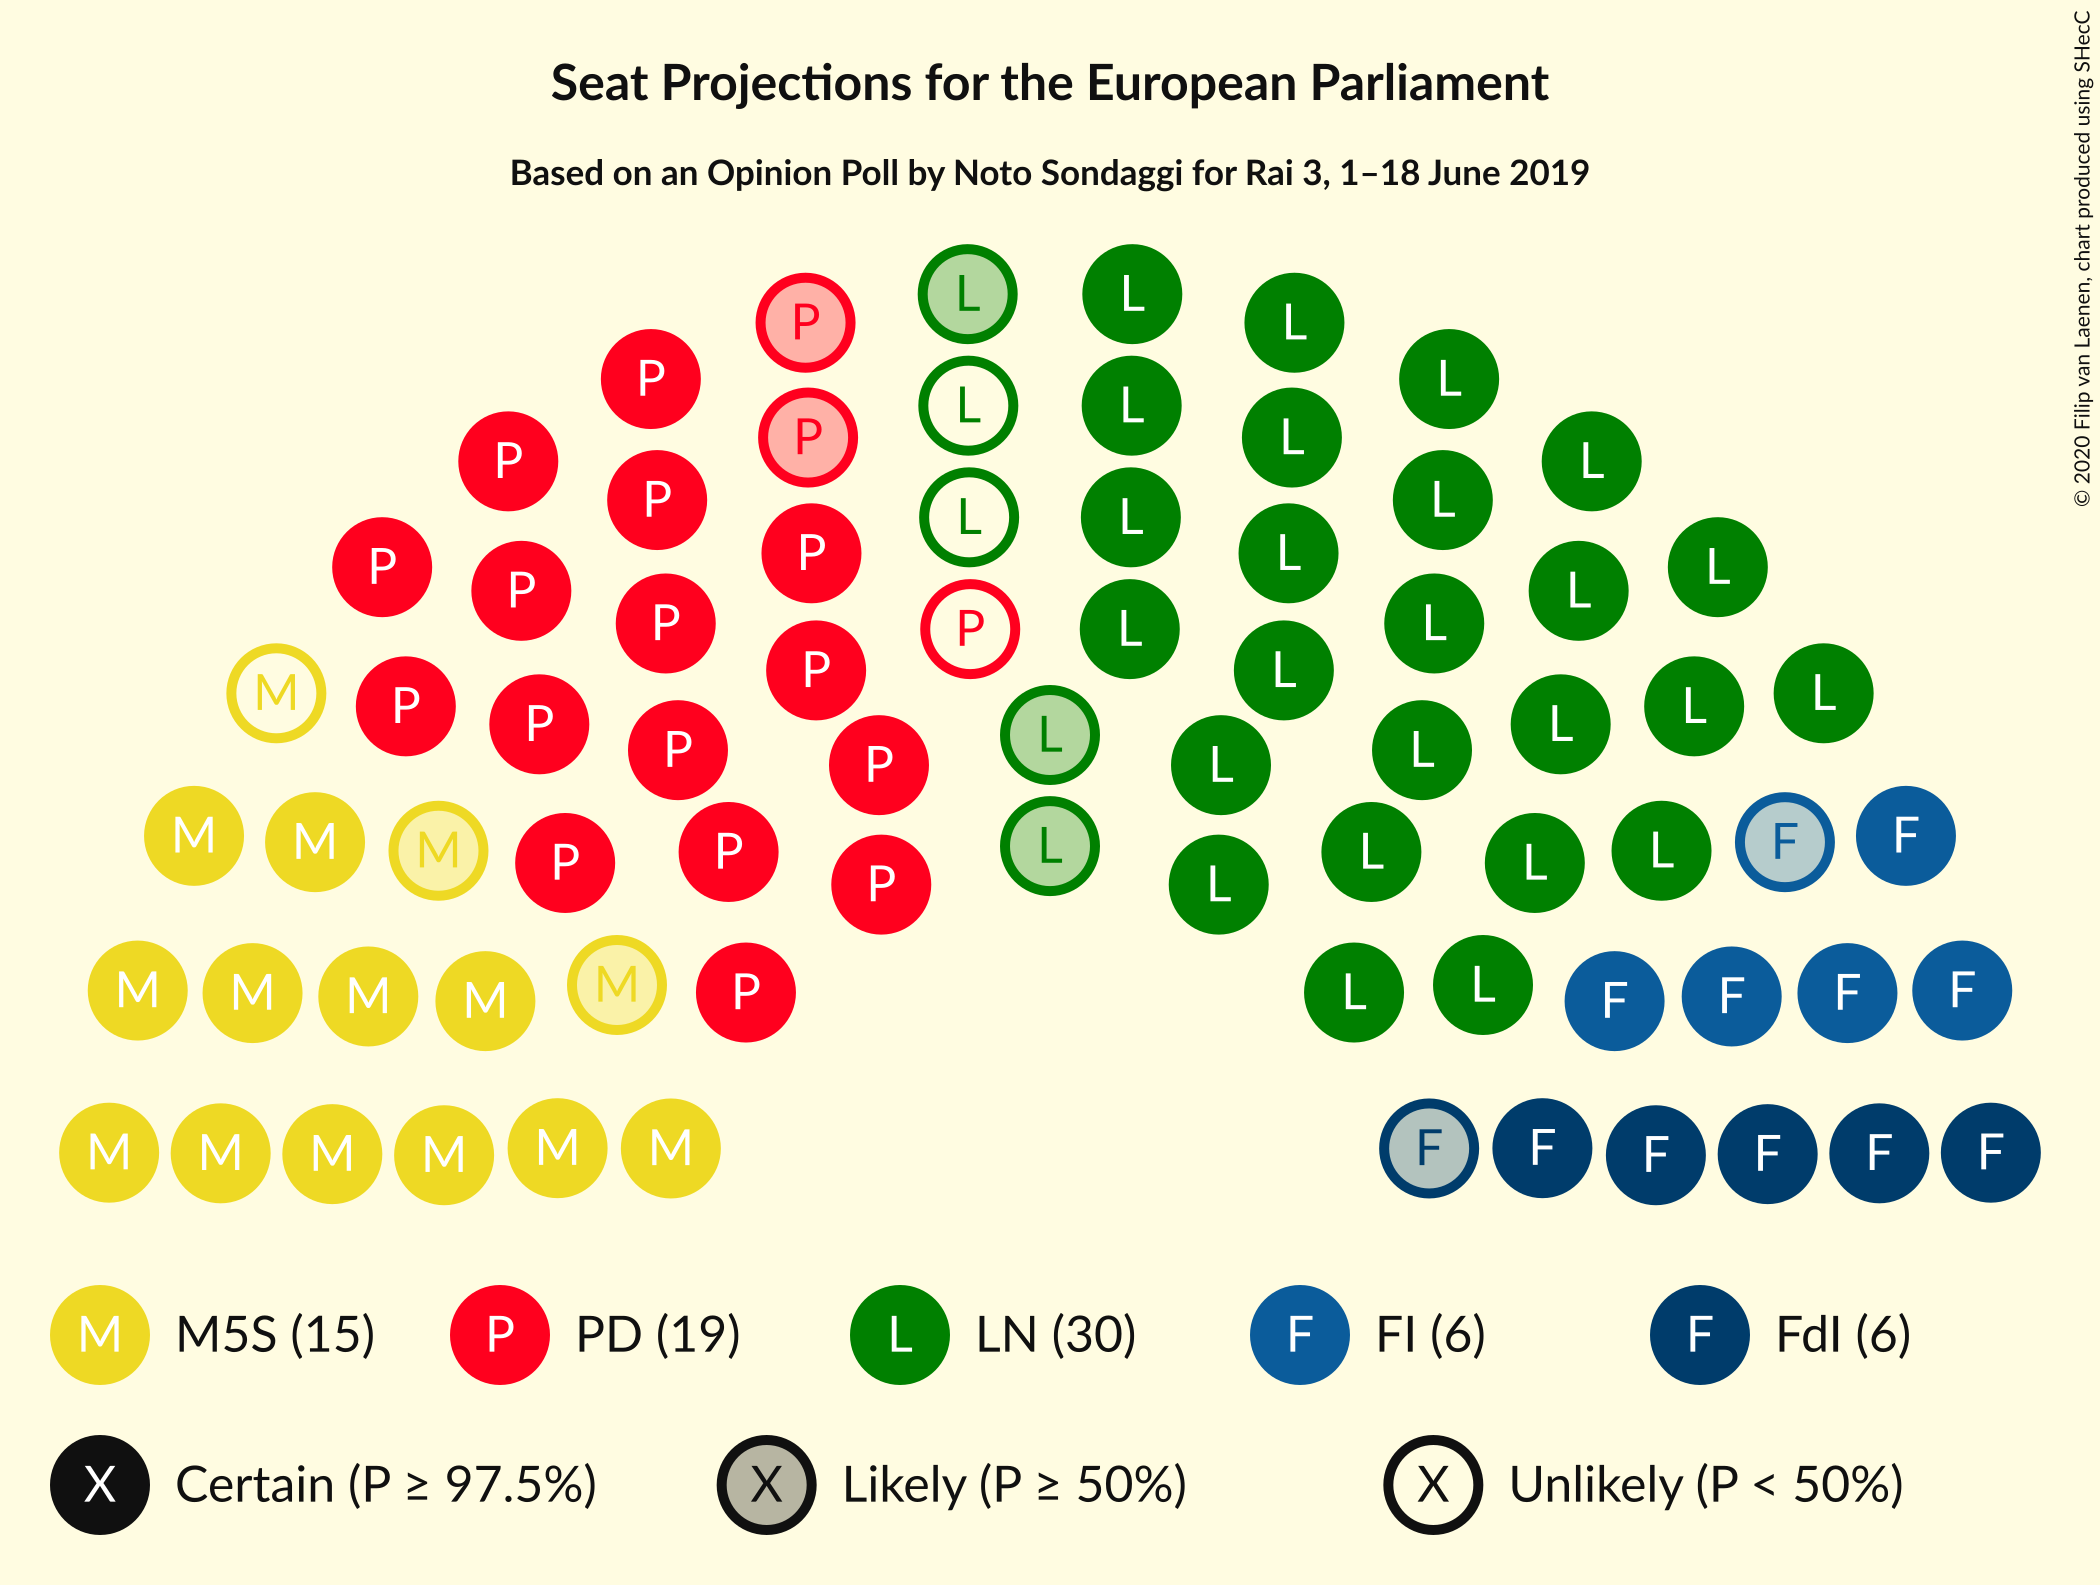 Seat Projections for the European Parliament
Based on an Opinion Poll by Noto Sondaggi for Rai 3, 1–18 June 2019
© 2020 Filip van Laenen, chart produced using SHecC
L L
P L
P L
L L
P L
P L
P L
P L
L L
P L
P L
P L
P L
P L
P L
P L
M L
P L
P L
P L
L
P L
M F
M F
M L
P L
P L
L
P L
M F
M F
M F
M F
M L
P L
M F
M F
M F
M F
M F
M F
M M5S (15) P PD (19) L LN (30) F FI (6) F FdI (6)
X Certain (P ≥ 97.5%) X Likely (P ≥ 50%) X Unlikely (P < 50%)